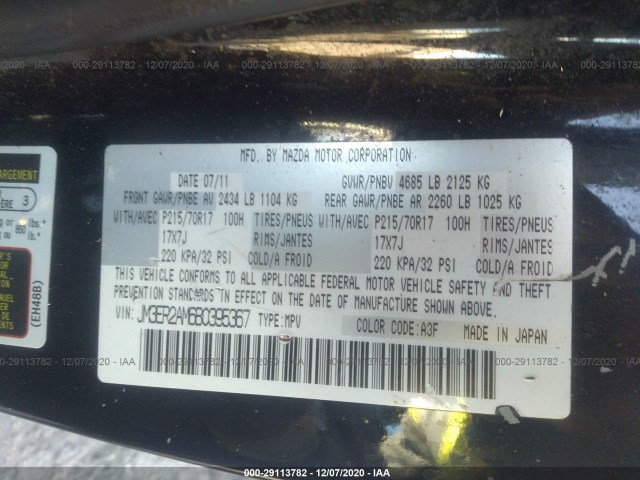 000-29113782 - 12/07/2020 - IAA
MFD. BY MAZDA MOTOR CORPORATION
DATE 07/11 GVWR/PNBV 4685 LB 2125 KG
FRONT GAWR/PNBE AV 2434 LB 1104 KG REAR GAWR/PNBE AR 2260 LB 1025 KG
WITH/AVEC P215/70R17 100H TIRES/PNEUS WITH/AVEC P215/70R17 100H TIRES/PNEUS
17X7J RIMS/JANTES 17X7J RIMS/JANTES
220 KPA/32 PSI COLD/A FROID 220 KPA/32 PSI COLD/A FROID
THIS VEHICLE CONFORMS TO ALL APPLICABLE FEDERAL MOTOR VEHICLE SAFETY AND THEFT
PREVENTION STANDARDS IN EFFECT ON THE DATE OF MANUFACTURE SHOWN ABOVE.
VIN: JM3ER2AM6B0395367 TYPE:MPV COLOR CODE:A3F MADE IN JAPAN
(EH48B)
000-29113782 - 12/07/2020 - IAA